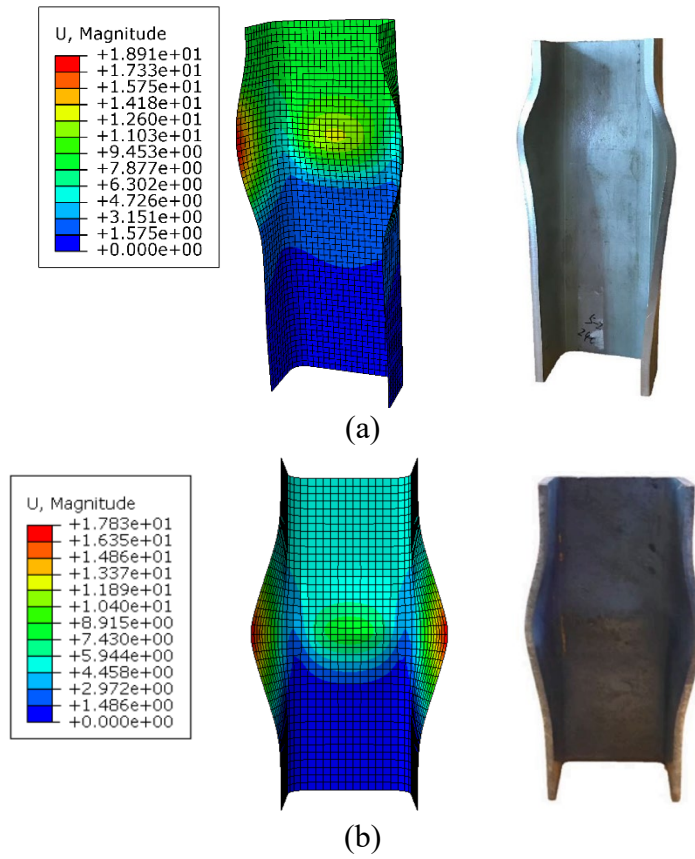 U, Magnitude
+1.891e+01
+1.733e+01
+1.575e+01
+1.418e+01
+1.260e+01
+1.103e+01
+9.453e+00
+7.877e+00
+6.302e+00
+4.726e+00
+3.151e+00
+1.575e+00
+0.000e+00
(a)
U, Magnitude
+1.783e+01
+1.635e+01
+1.486e+01
+1.337e+01
+1.189e+01
+1.040e+01
+8.915e+00
+7.430e+00
+5.944e+00
+4.458e+00
+2.972e+00
+1.486e+00
+0.000e+00
(b)